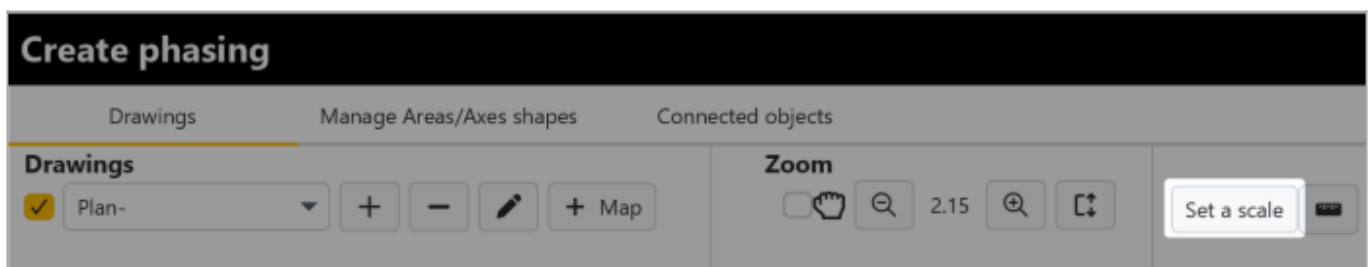 Create phasing
Drawings Manage Areas/Axes shapes Connected objects
Drawings Zoom
Plan- + Map 2.15 Set a scale